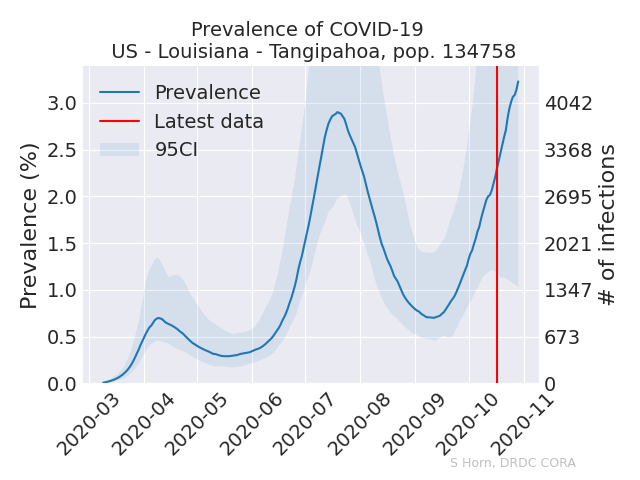 Prevalence of COVID-19
US - Louisiana - Tangipahoa, pop. 134758
Prevalence
Latest data
95CI
Prevalence (%)
3.0
2.5
2.0
1.5
1.0
0.5
0.0
4042
3368
2695
2021
1347
673
0
# of infections
2020-03
2020-04
2020-05
2020-06
2020-07
2020-08
2020-09
2020-10
2020-11
S Horn, DRDC CORA